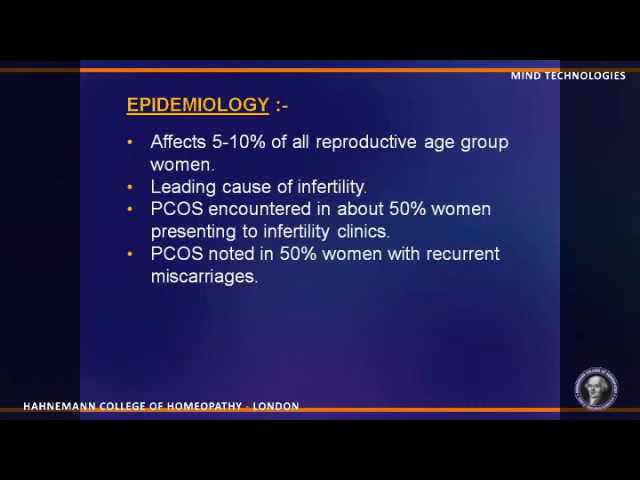 MIND TECHNOLOGIES
EPIDEMIOLOGY :-
• Affects 5-10% of all reproductive age group
women.
• Leading cause of infertility.
• PCOS encountered in about 50% women
presenting to infertility clinics.
• PCOS noted in 50% women with recurrent
miscarriages.
HAHNEMANN COLLEGE OF HOMEOPATHY - LONDON